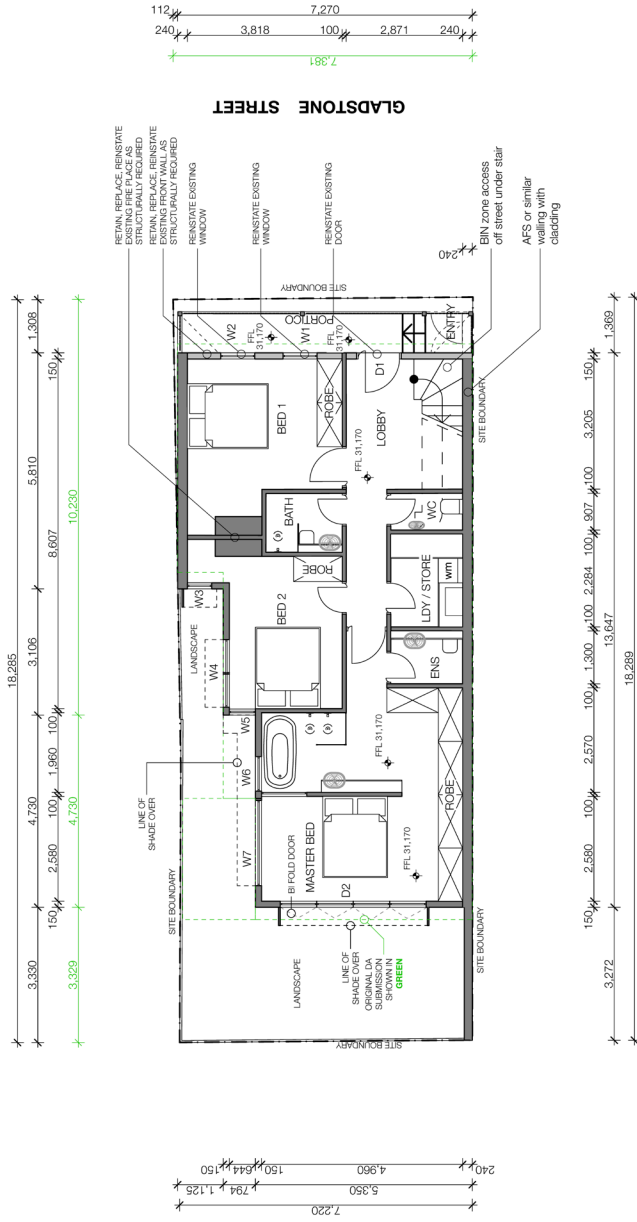 112
7,270
240
3,818
100
2,871
240
7,381
GLADSTONE STREET
RETAIN, REPLACE, REINSTATE
EXISTING FIRE PLACE AS
STRUCTURALLY REQUIRED
RETAIN, REPLACE, REINSTATE
EXISTING FRONT WALL AS
STRUCTURALLY REQUIRED
REINSTATE EXISTING
WINDOW
REINSTATE EXISTING
WINDOW
REINSTATE EXISTING
DOOR
BIN zone access
off street under stair
AFS or similar
walling with
cladding
240
SITE BOUNDARY
PORTICO
W2
FFL
31,170
W1
FFL
31,170
ENTRY
D1
BED 1
ROBE
LOBBY
FFL 31,170
SITE BOUNDARY
BATH
WC
ROBE
BED 2
LDY / STORE
wm
W3
LANDSCAPE
W4
ENS
W5
W6
FFL 31,170
LINE OF
SHADE OVER
W7
MASTER BED
ROBE
FFL 31,170
BI FOLD DOOR
D2
SITE BOUNDARY
SITE BOUNDARY
LANDSCAPE
LINE OF
SHADE OVER
ORIGINAL DA
SUBMISSION
SHOWN IN
GREEN
SITE BOUNDARY
18,285
1,308
5,810
3,106
4,730
3,330
150
8,607
100
1,960
100
2,580
150
10,230
4,730
3,329
150
3,205
100
907
100
2,284
100
1,300
100
2,570
100
2,580
150
3,272
1,369
13,647
18,289
150
644
150
4,960
240
1,125
794
5,350
7,220